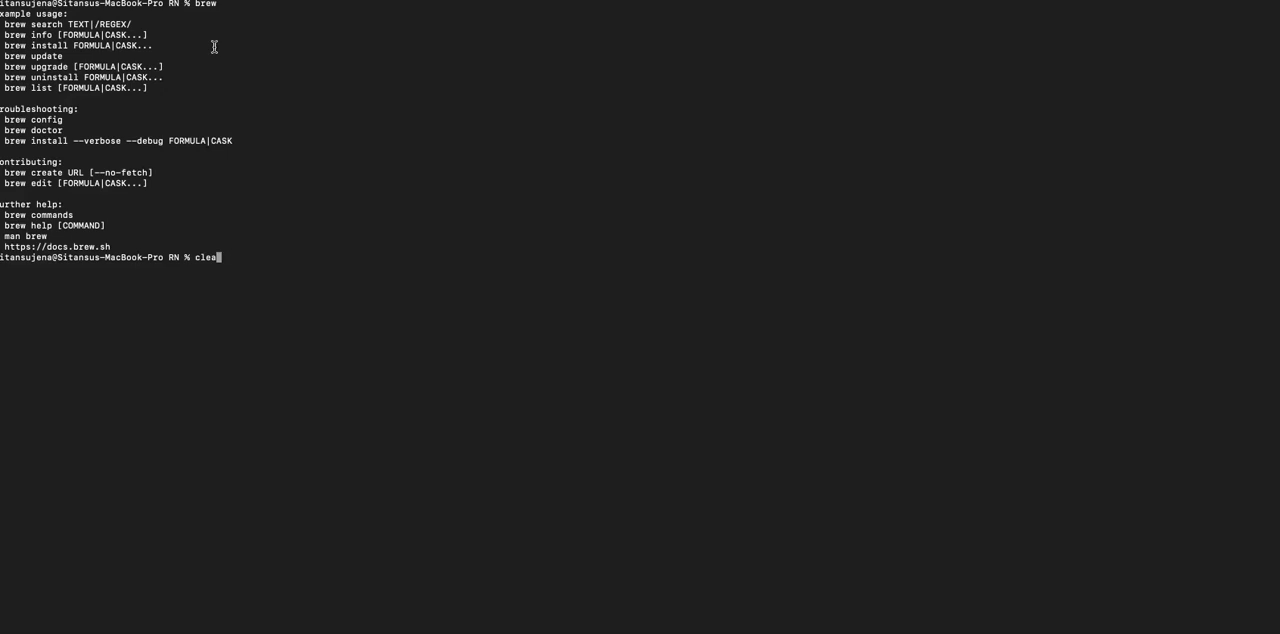 itansujena@Sitansus-MacBook-Pro RN % brew
xample usage:
brew search TEXT|/REGEX/
brew info [FORMULA|CASK...]
brew install FORMULA|CASK...
brew update
brew upgrade [FORMULA|CASK...]
brew uninstall FORMULA|CASK...
brew list [FORMULA|CASK...]
roubleshooting:
brew config
brew doctor
brew install --verbose --debug FORMULA|CASK
ontributing:
brew create URL [--no-fetch]
brew edit [FORMULA|CASK...]
urther help:
brew commands
brew help [COMMAND]
man brew
https://docs.brew.sh
itansujena@Sitansus-MacBook-Pro RN % clea